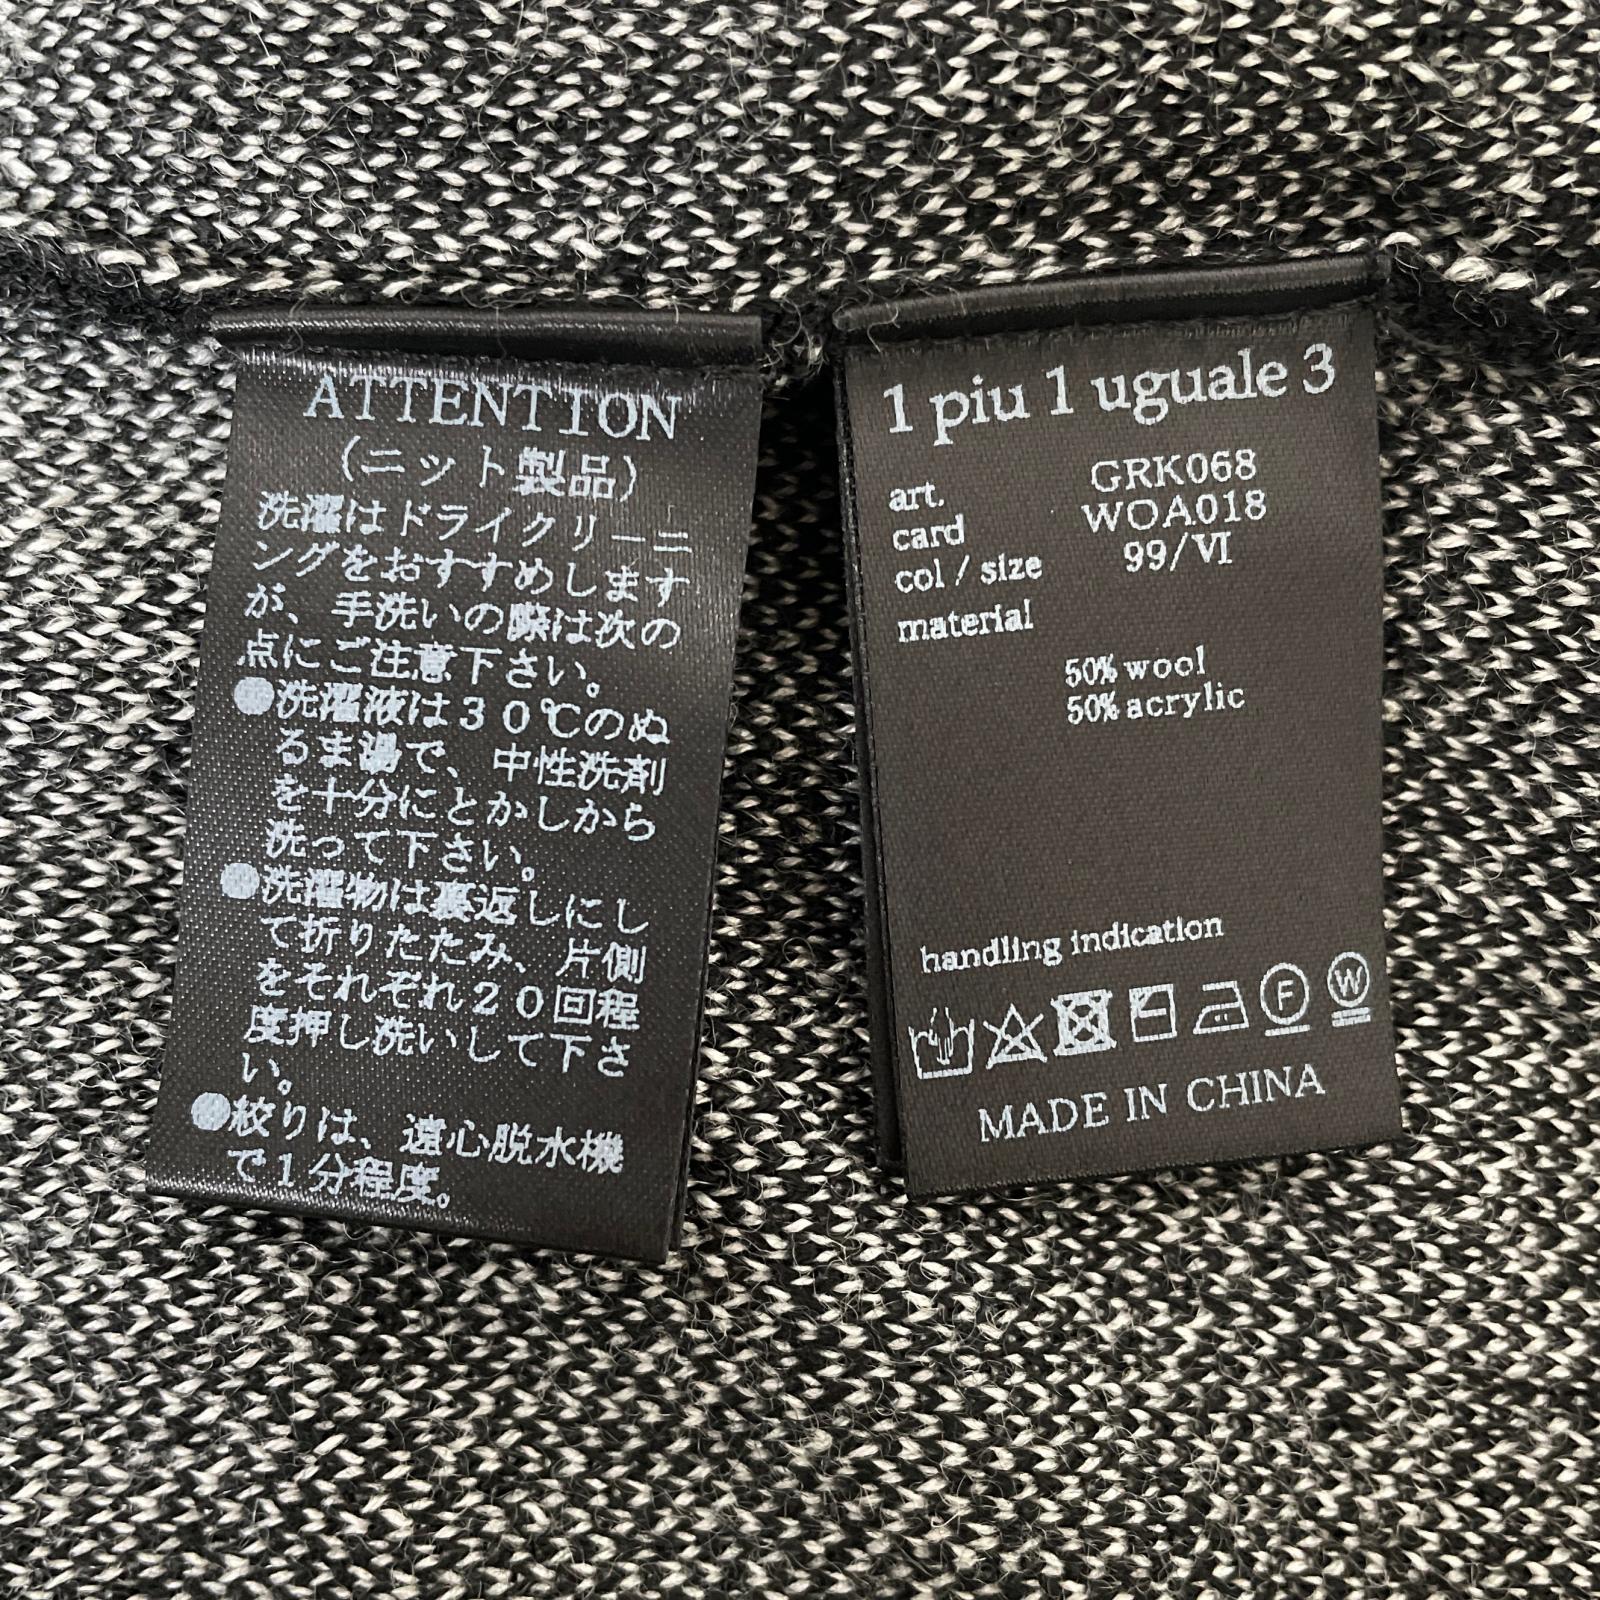 ATTENTION
(ニット製品)
洗濯はドライクリーニ
ングをおすすめします
が、手洗いの際は次の
点にご注意下さい。
●洗濯液は30℃のぬ
るま湯で、中性洗剤
を十分にとかしから
洗って下さい。
●洗濯物は裏返しにし
て折りたたみ、片側
をそれぞれ20回程
度押し洗いして下さ
い。
●絞りは、遠心脱水機
で1分程度。
1 piu 1 uguale 3
art. GRK068
card WOA018
col / size 99/VI
material
50% wool
50% acrylic
handling indication
F W
MADE IN CHINA